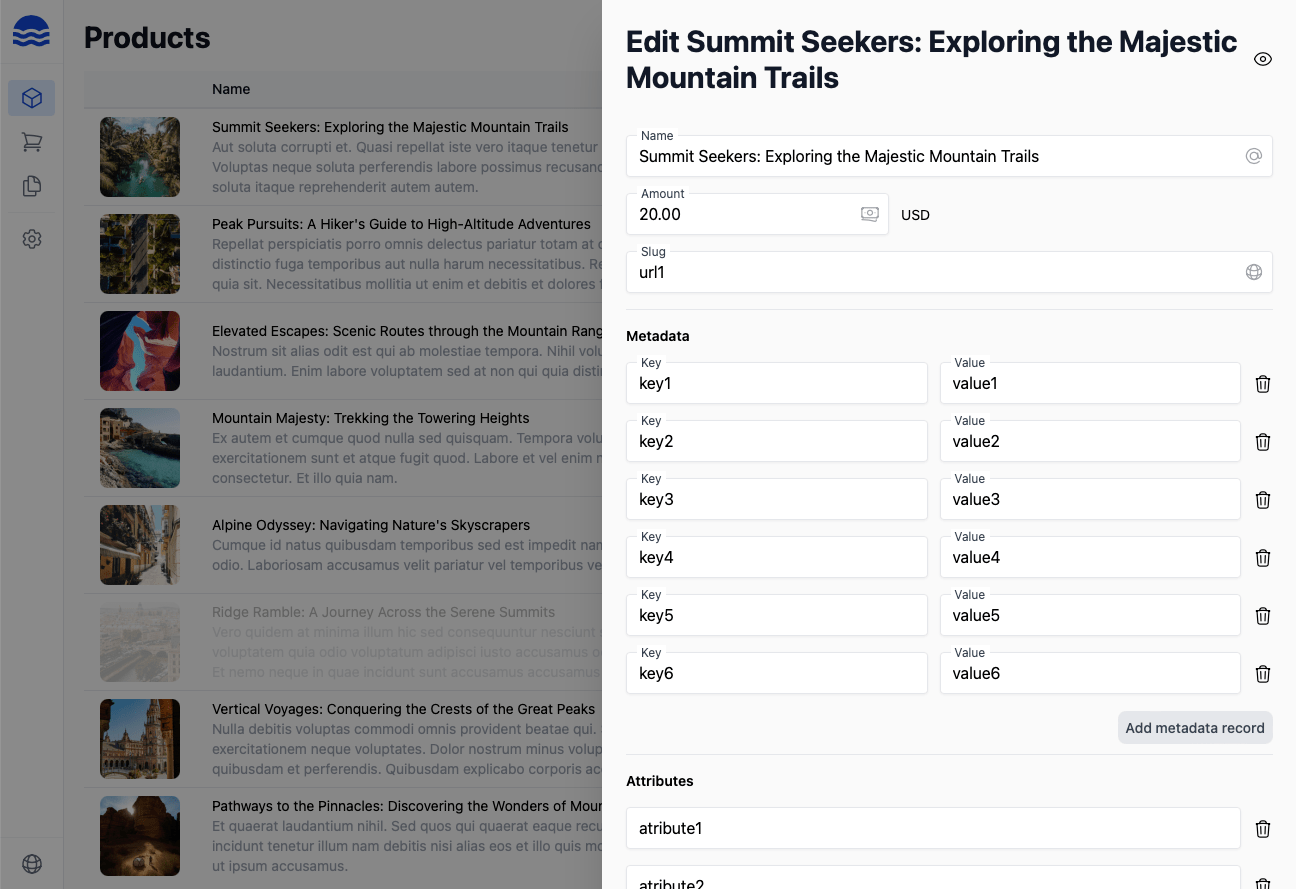 Products
Name
Summit Seekers: Exploring the Majestic Mountain Trails
Aut soluta corrupti et. Quasi repellat iste vero itaque tenetur
Voluptas neque soluta perferendis labore possimus
soluta itaque reprehenderit autem autem.
Peak Pursuits: A Hiker's Guide to High-Altitude Adventures
Repellat perspiciatis porro omnis delectus pariatur totam at
distinctio fuga temporibus aut nulla harum necessitatibus.
quia sit. Necessitatibus mollitia ut enim et debitis et dolores
Elevated Escapes: Scenic Routes through the Mountain
Nostrum sit alias odit est qui ab molestiae tempora. Nihil
laudantium. Enim labore voluptatem sed at non qui quia
Mountain Majesty: Trekking the Towering Heights
Ex autem et cumque quod nulla sed quisquam. Tempora
exercitationem sunt et atque fugit quod. Labore et vel enim
consectetur. Et illo quia nam.
Alpine Odyssey: Navigating Nature's Skyscrapers
Cumque id natus quibusdam temporibus sed est impedit
odio. Laboriosam accusamus velit pariatur vel temporibus
Ridge Ramble: A Journey Across the Serene Summits
Vero quidem at minima illum hic sed consequuntur nesciunt
voluptatem quia odio voluptatum adipisci iusto accusamus
Et nemo neque in quae incidunt sunt accusamus accusamus
Vertical Voyages: Conquering the Crests of the Great Peaks
Nulla debitis voluptas commodi omnis provident beatae qui.
exercitationem neque voluptates. Dolor nostrum minus
quibusdam et perferendis. Quibusdam explicabo corporis
Pathways to the Pinnacles: Discovering the Wonders of
Et quaerat laudantium nihil. Sed quos qui quaerat eaque
incidunt tenetur illum nam debitis nisi alias eos et illo quis
ut ipsum accusamus.
Edit Summit Seekers: Exploring the Majestic
Mountain Trails
Name
Summit Seekers: Exploring the Majestic Mountain Trails
Amount
20.00
USD
Slug
url1
Metadata
Key
key1
Value
value1
Key
key2
Value
value2
Key
key3
Value
value3
Key
key4
Value
value4
Key
key5
Value
value5
Key
key6
Value
value6
Add metadata record
Attributes
atribute1
atribute2